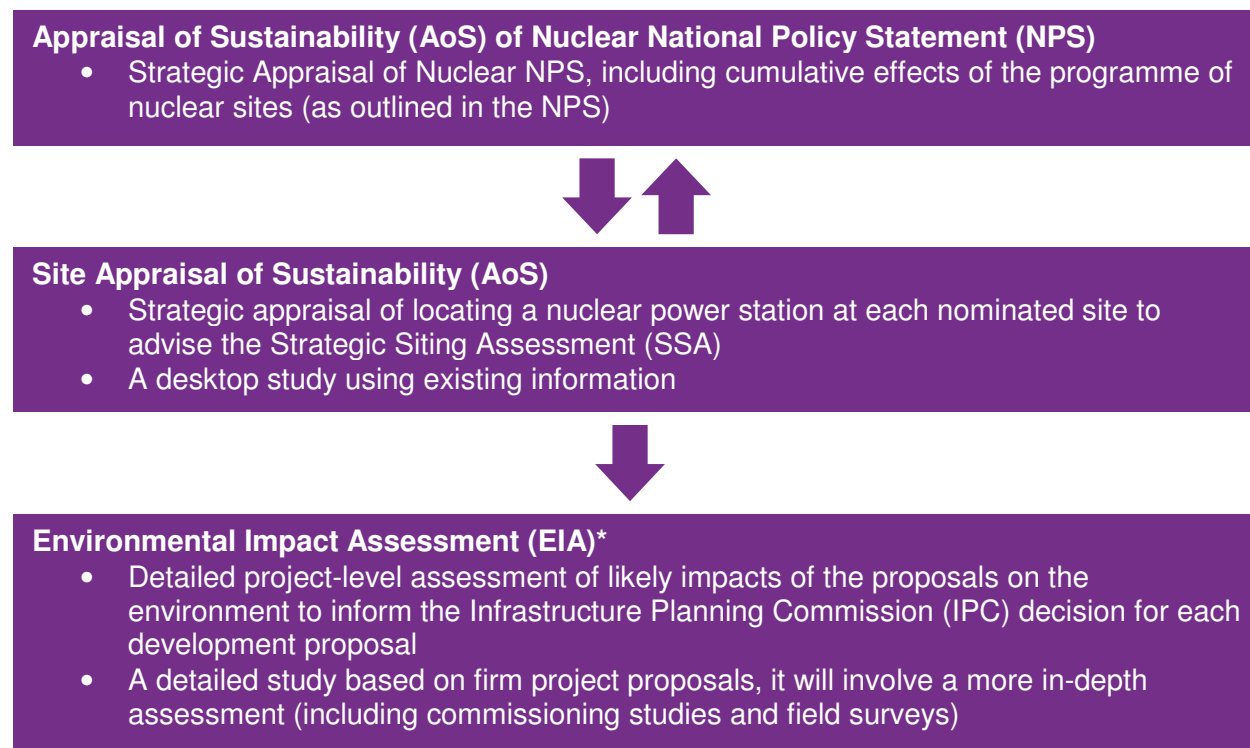 Appraisal of Sustainability (AoS) of Nuclear National Policy Statement (NPS)
• Strategic Appraisal of Nuclear NPS, including cumulative effects of the programme of
nuclear sites (as outlined in the NPS)
Site Appraisal of Sustainability (AoS)
• Strategic appraisal of locating a nuclear power station at each nominated site to
advise the Strategic Siting Assessment (SSA)
• A desktop study using existing information
Environmental Impact Assessment (EIA)*
• Detailed project-level assessment of likely impacts of the proposals on the
environment to inform the Infrastructure Planning Commission (IPC) decision for each
development proposal
• A detailed study based on firm project proposals, it will involve a more in-depth
assessment (including commissioning studies and field surveys)